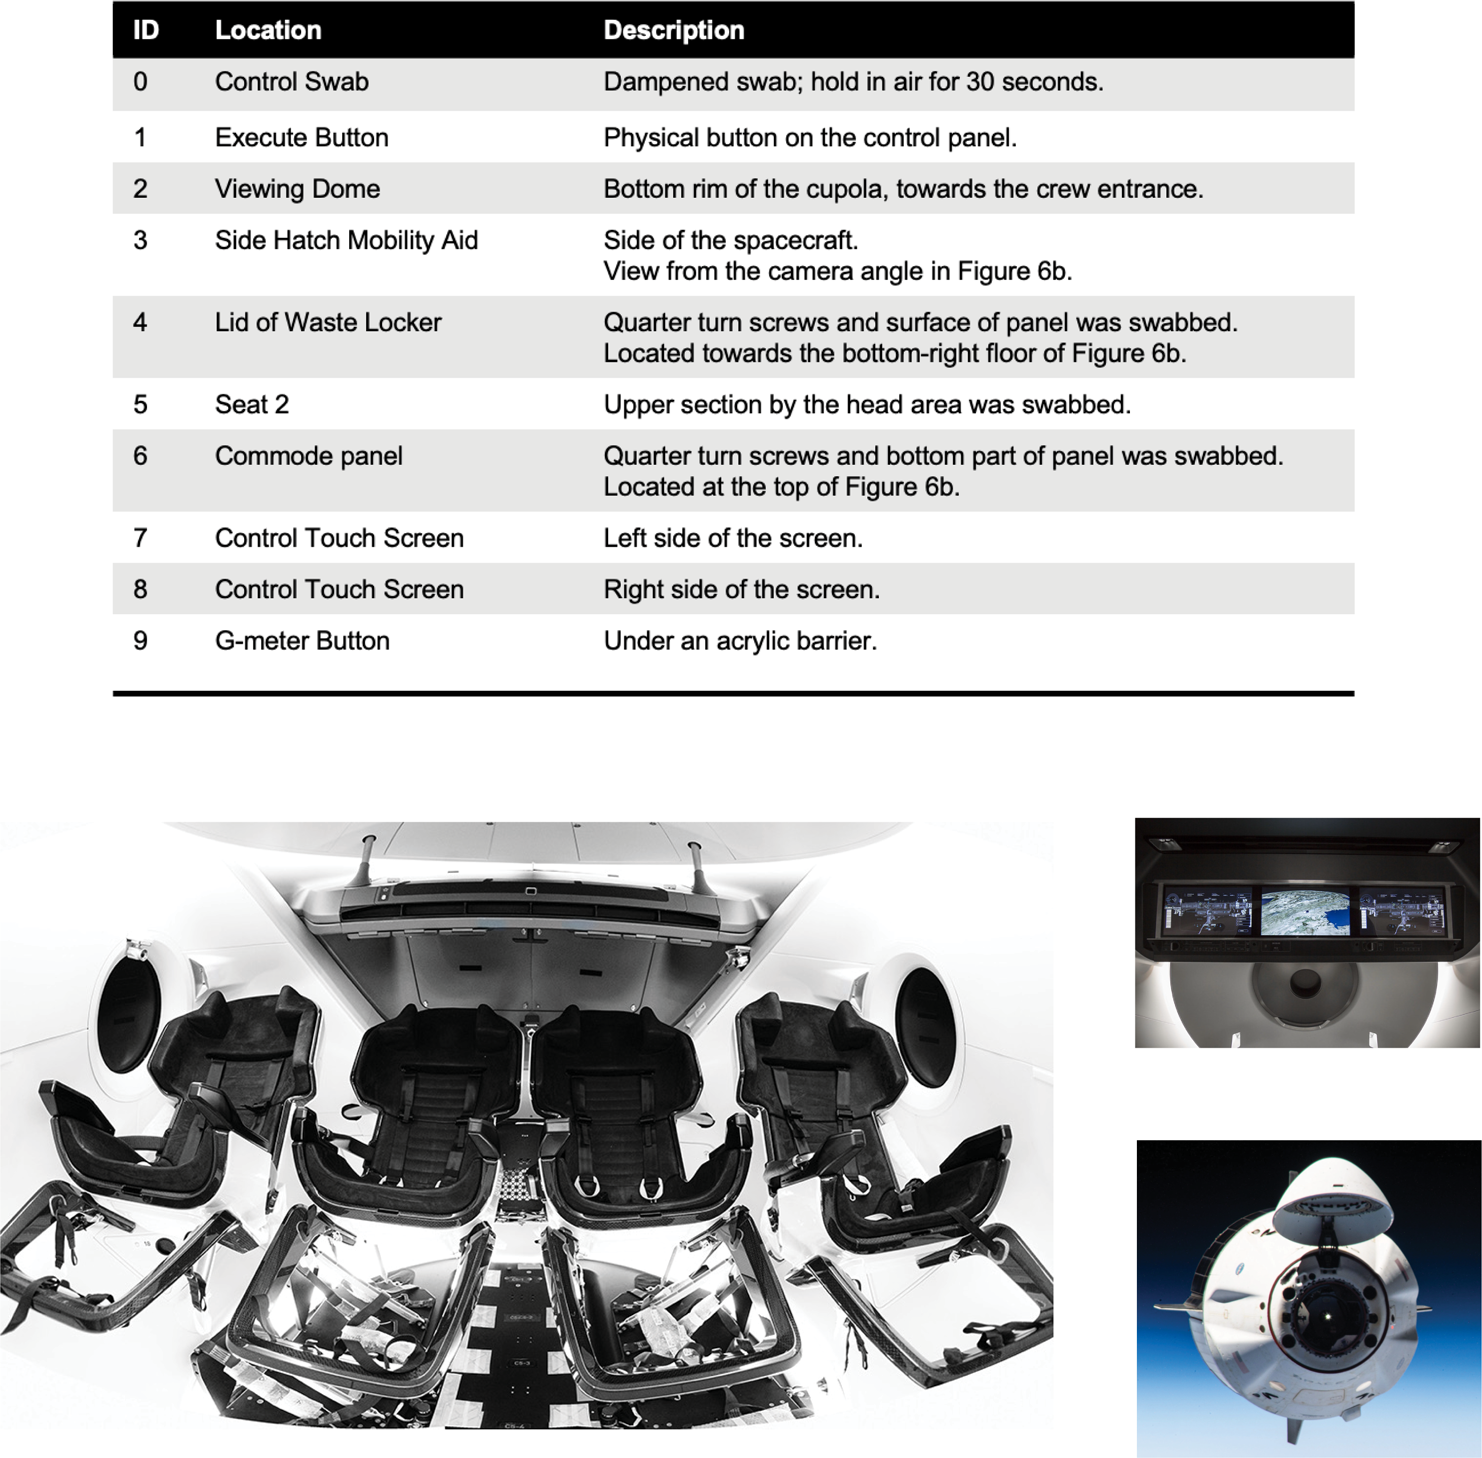 ID Location Description
0 Control Swab Dampened swab; hold in air for 30 seconds.
1 Execute Button Physical button on the control panel.
2 Viewing Dome Bottom rim of the cupola, towards the crew entrance.
3 Side Hatch Mobility Aid Side of the spacecraft.
View from the camera angle in Figure 6b.
4 Lid of Waste Locker Quarter turn screws and surface of panel was swabbed.
Located towards the bottom-right floor of Figure 6b.
5 Seat 2 Upper section by the head area was swabbed.
6 Commode panel Quarter turn screws and bottom part of panel was swabbed.
Located at the top of Figure 6b.
7 Control Touch Screen Left side of the screen.
8 Control Touch Screen Right side of the screen.
9 G-meter Button Under an acrylic barrier.
CS-3
CS-4